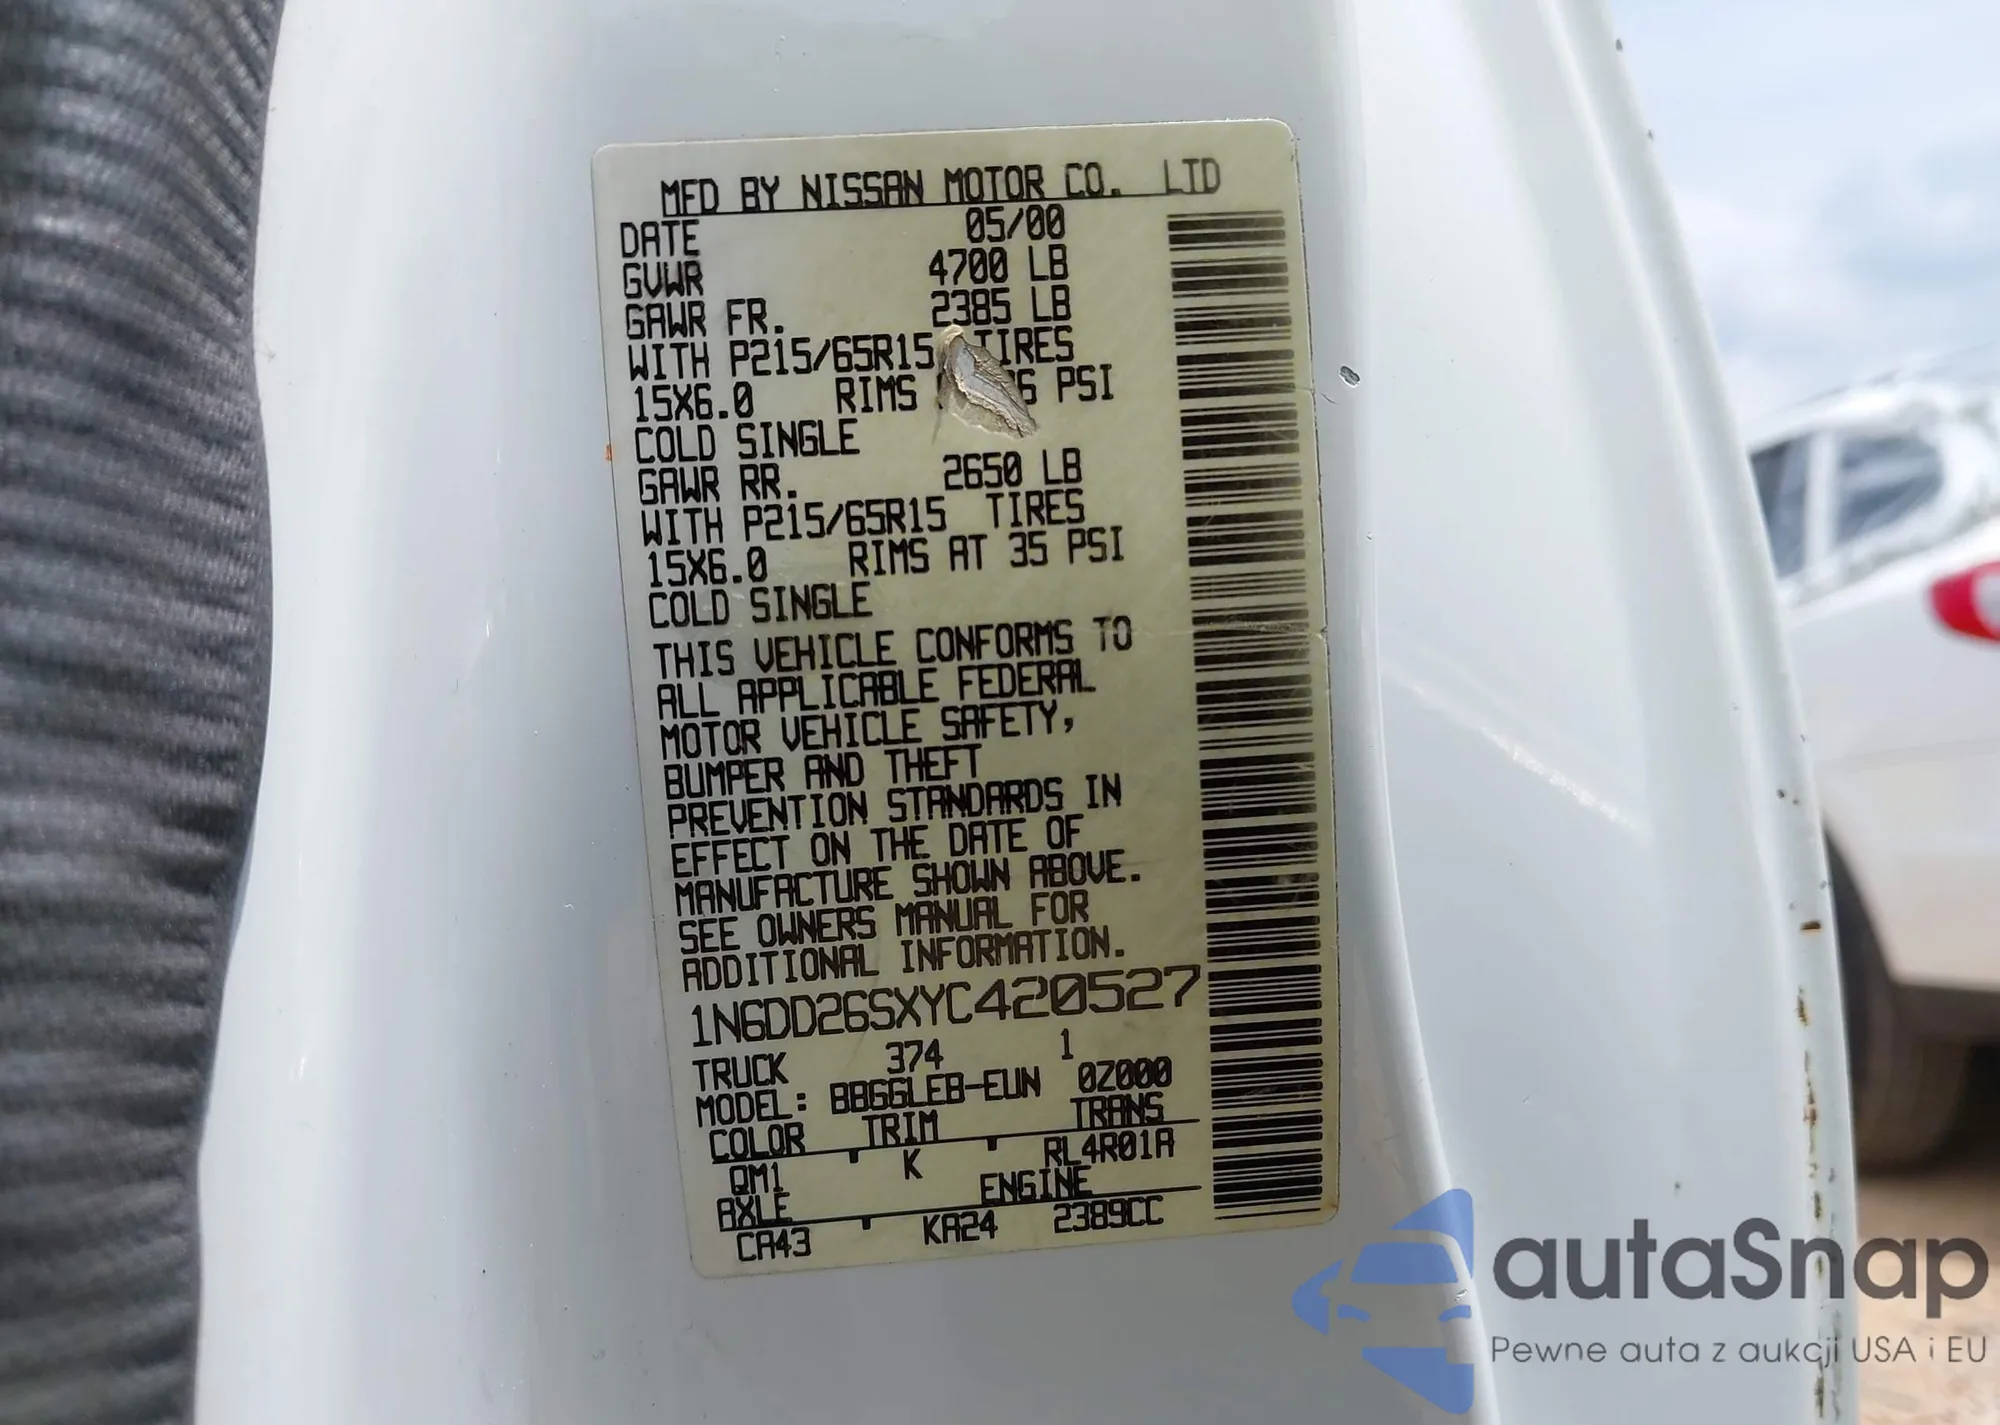 MFD BY NISSAN MOTOR CO. LTD
DATE 05/00
GVWR 4700 LB
GAWR FR. 2385 LB
WITH P215/65R15 TIRES
15X6.0 RIMS 6 PSI
COLD SINGLE
GAWR RR. 2650 LB
WITH P215/65R15 TIRES
15X6.0 RIMS AT 35 PSI
COLD SINGLE
THIS VEHICLE CONFORMS TO
ALL APPLICABLE FEDERAL
MOTOR VEHICLE SAFETY,
BUMPER AND THEFT
PREVENTION STANDARDS IN
EFFECT ON THE DATE OF
MANUFACTURE SHOWN ABOVE.
SEE OWNERS MANUAL FOR
ADDITIONAL INFORMATION.
1N6DD26SXYC420527
TRUCK 374 1
MODEL: BBGGLEB-EUN 0Z000
COLOR TRIM TRANS
QM1 K RL4R01A
AXLE ENGINE
CA43 KA24 2389CC
autaSnap
Pewne auta z aukcji USA i EU